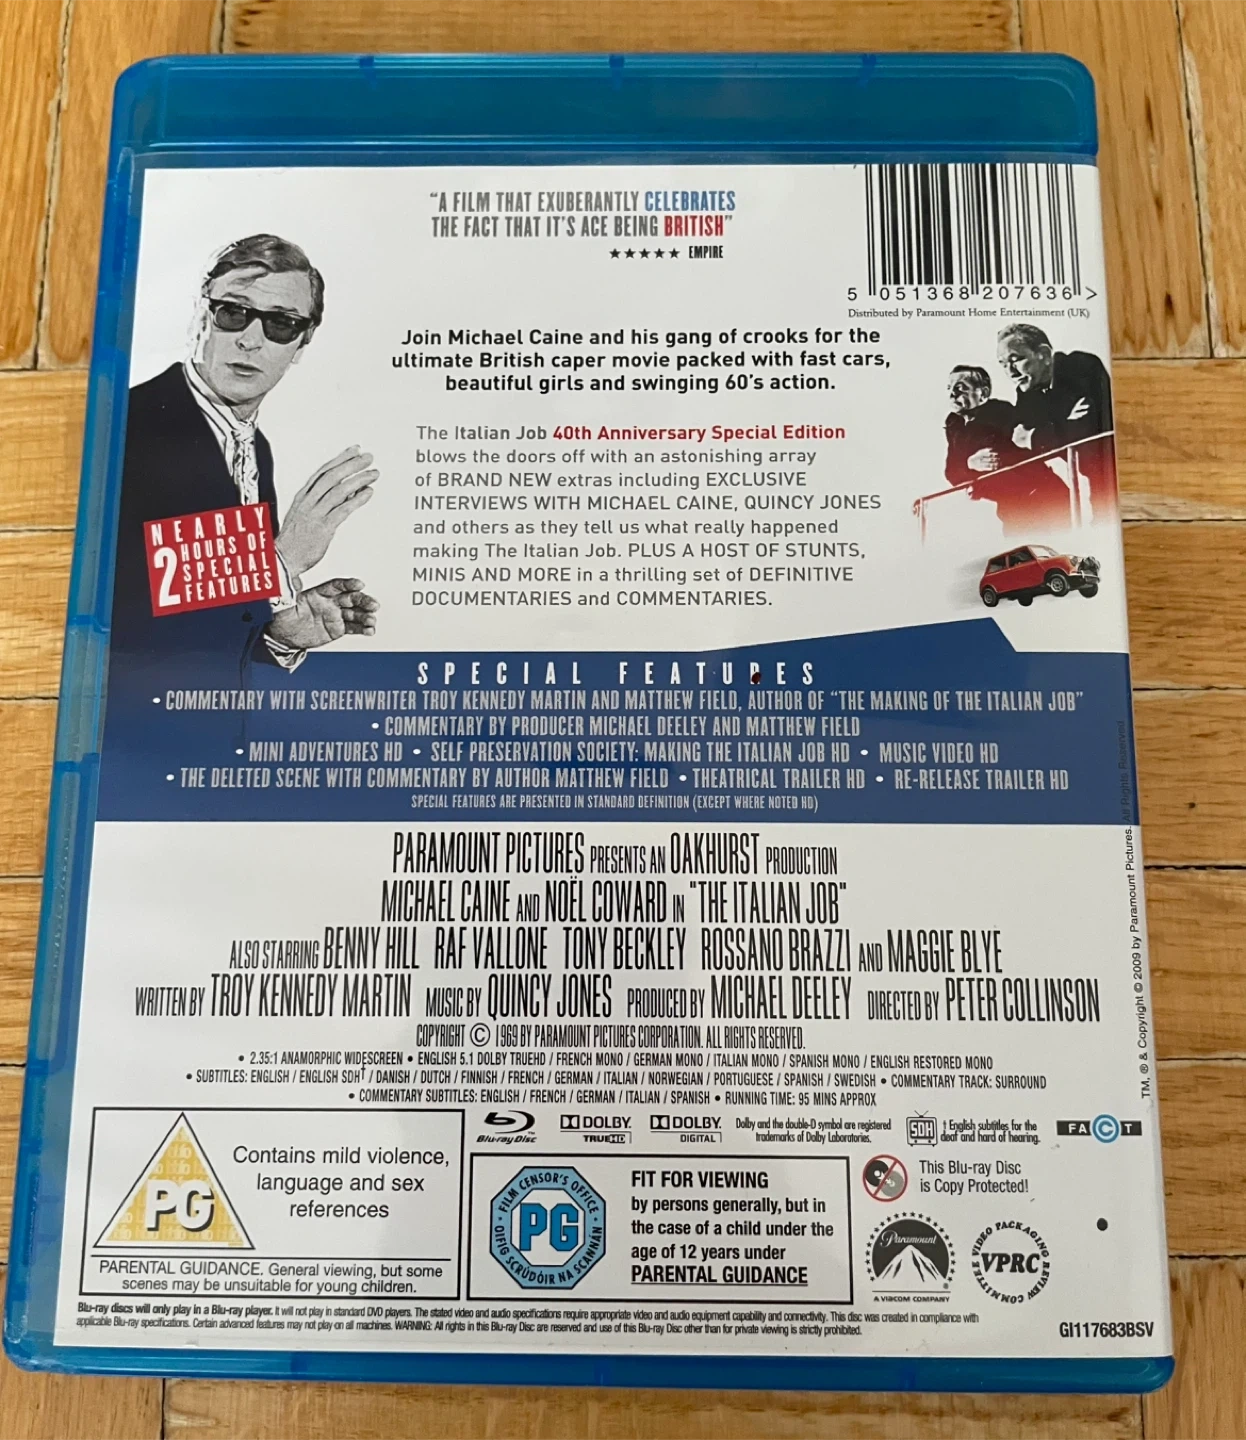 "A FILM THAT EXUBERANTLY CELEBRATES
THE FACT THAT IT'S ACE BEING BRITISH"
★★★★★ EMPIRE
5 051368 207636 >
Distributed by Paramount Home Entertainment (UK)
Join Michael Caine and his gang of crooks for the
ultimate British caper movie packed with fast cars,
beautiful girls and swinging 60's action.
The Italian Job 40th Anniversary Special Edition
blows the doors off with an astonishing array
of BRAND NEW extras including EXCLUSIVE
INTERVIEWS WITH MICHAEL CAINE, QUINCY JONES
and others as they tell us what really happened
making The Italian Job. PLUS A HOST OF STUNTS,
MINIS AND MORE in a thrilling set of DEFINITIVE
DOCUMENTARIES and COMMENTARIES.
NEARLY
2 HOURS OF
SPECIAL
FEATURES
SPECIAL FEATURES
• COMMENTARY WITH SCREENWRITER TROY KENNEDY MARTIN AND MATTHEW FIELD, AUTHOR OF "THE MAKING OF THE ITALIAN JOB"
• COMMENTARY BY PRODUCER MICHAEL DEELEY AND MATTHEW FIELD
• MINI ADVENTURES HD • SELF PRESERVATION SOCIETY: MAKING THE ITALIAN JOB HD • MUSIC VIDEO HD
• THE DELETED SCENE WITH COMMENTARY BY AUTHOR MATTHEW FIELD • THEATRICAL TRAILER HD • RE-RELEASE TRAILER HD
SPECIAL FEATURES ARE PRESENTED IN STANDARD DEFINITION (EXCEPT WHERE NOTED HD)
PARAMOUNT PICTURES PRESENTS AN OAKHURST PRODUCTION
MICHAEL CAINE AND NOËL COWARD IN "THE ITALIAN JOB"
ALSO STARRING BENNY HILL RAF VALLONE TONY BECKLEY ROSSANO BRAZZI AND MAGGIE BLYE
WRITTEN BY TROY KENNEDY MARTIN MUSIC BY QUINCY JONES PRODUCED BY MICHAEL DEELEY DIRECTED BY PETER COLLINSON
COPYRIGHT © 1969 BY PARAMOUNT PICTURES CORPORATION. ALL RIGHTS RESERVED.
• 2.35:1 ANAMORPHIC WIDESCREEN • ENGLISH 5.1 DOLBY TRUEHD / FRENCH MONO / GERMAN MONO / ITALIAN MONO / SPANISH MONO / ENGLISH RESTORED MONO
• SUBTITLES: ENGLISH / ENGLISH SDH† / DANISH / DUTCH / FINNISH / FRENCH / GERMAN / ITALIAN / NORWEGIAN / PORTUGUESE / SPANISH / SWEDISH • COMMENTARY TRACK: SURROUND
• COMMENTARY SUBTITLES: ENGLISH / FRENCH / GERMAN / ITALIAN / SPANISH • RUNNING TIME: 95 MINS APPROX
TM, ® & Copyright © 2009 by Paramount Pictures. All Rights Reserved
PG
Contains mild violence,
language and sex
references
PARENTAL GUIDANCE. General viewing, but some
scenes may be unsuitable for young children.
Blu-ray Disc
DOLBY
TRUEHD
DOLBY
DIGITAL
Dolby and the double-D symbol are registered
trademarks of Dolby Laboratories.
SDH
† English subtitles for the
deaf and hard of hearing.
FACT
FILM CENSOR'S OFFICE
PG
OIFIG SCRÚDÓIR NA SCANNÁN
FIT FOR VIEWING
by persons generally, but in
the case of a child under the
age of 12 years under
PARENTAL GUIDANCE
This Blu-ray Disc
is Copy Protected!
Paramount
A VIACOM COMPANY
VIDEO PACKAGING REVIEW COMMITTEE
VPRC
Blu-ray discs will only play in a Blu-ray player. It will not play in standard DVD players. The stated video and audio specifications require appropriate video and audio equipment capability and connectivity. This disc was created in compliance with
applicable Blu-ray specifications. Certain advanced features may not play on all machines. WARNING: All rights in this Blu-ray Disc are reserved and use of this Blu-ray Disc other than for private viewing is strictly prohibited.
GI117683BSV